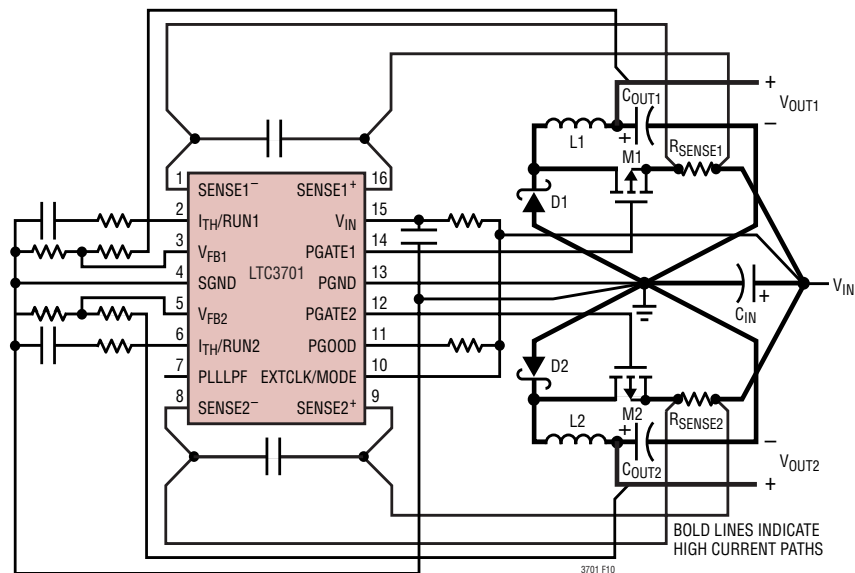 +
C_OUT1
V_OUT1
–
L1
+
M1
R_SENSE1
1 SENSE1– SENSE1+ 16
2 I_TH/RUN1 V_IN 15
3 V_FB1 PGATE1 14
4 SGND LTC3701 PGND 13
5 V_FB2 PGATE2 12
6 I_TH/RUN2 PGOOD 11
7 PLLLPF EXTCLK/MODE 10
8 SENSE2– SENSE2+ 9
D1
V_IN
C_IN +
D2
L2
M2
R_SENSE2
+
–
C_OUT2
V_OUT2
+
BOLD LINES INDICATE
HIGH CURRENT PATHS
3701 F10